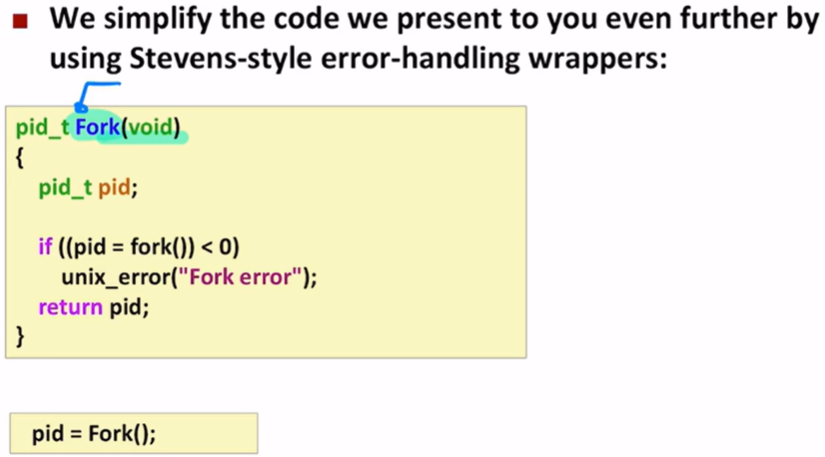 We simplify the code we present to you even further by
using Stevens-style error-handling wrappers:
pid_t Fork(void)
{
pid_t pid;
if ((pid = fork()) < 0)
unix_error("Fork error");
return pid;
}
pid = Fork();